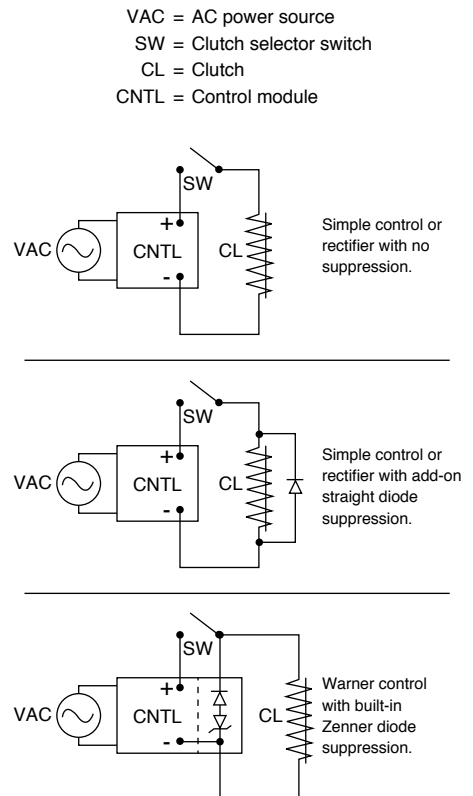 VAC = AC power source
SW = Clutch selector switch
CL = Clutch
CNTL = Control module
SW
+
VAC
CNTL
CL
-
Simple control or
rectifier with no
suppression.
SW
+
VAC
CNTL
CL
-
Simple control or
rectifier with add-on
straight diode
suppression.
SW
+
VAC
CNTL
CL
-
Warner control
with built-in
Zenner diode
suppression.